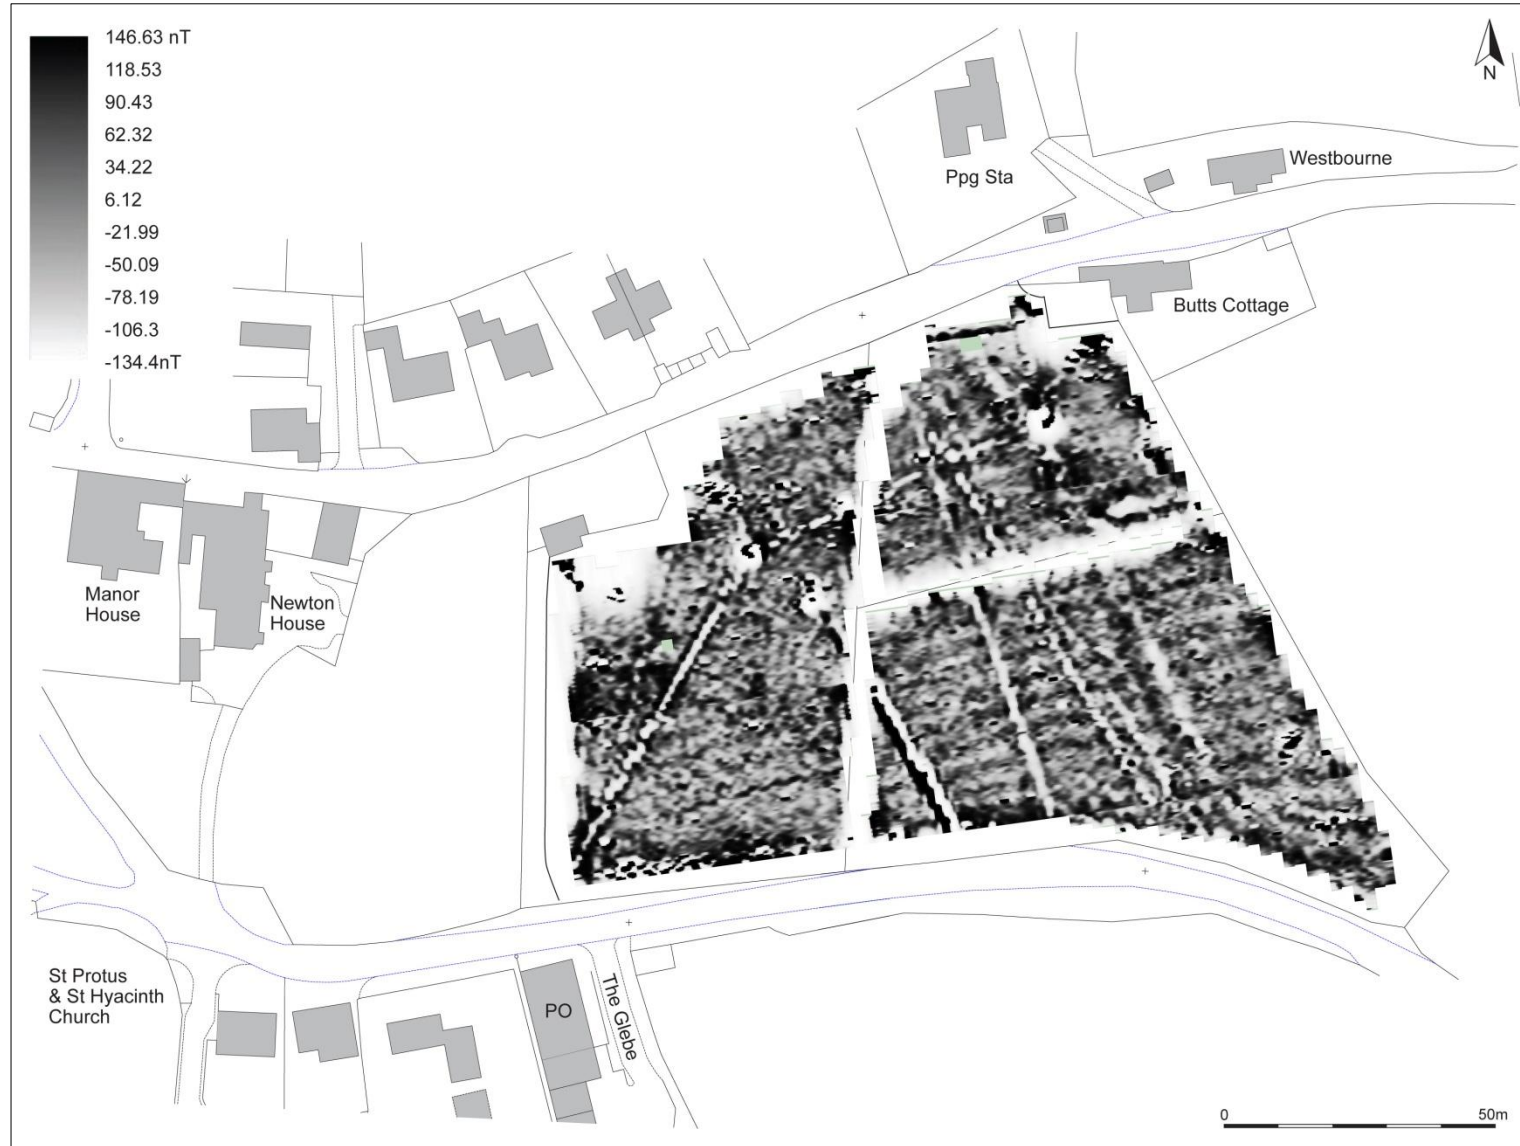 146.63 nT
118.53
90.43
62.32
34.22
6.12
-21.99
-50.09
-78.19
-106.3
-134.4nT
N
Ppg Sta
Westbourne
Butts Cottage
Manor
House
Newton
House
St Protus
& St Hyacinth
Church
PO
The Glebe
0
50m